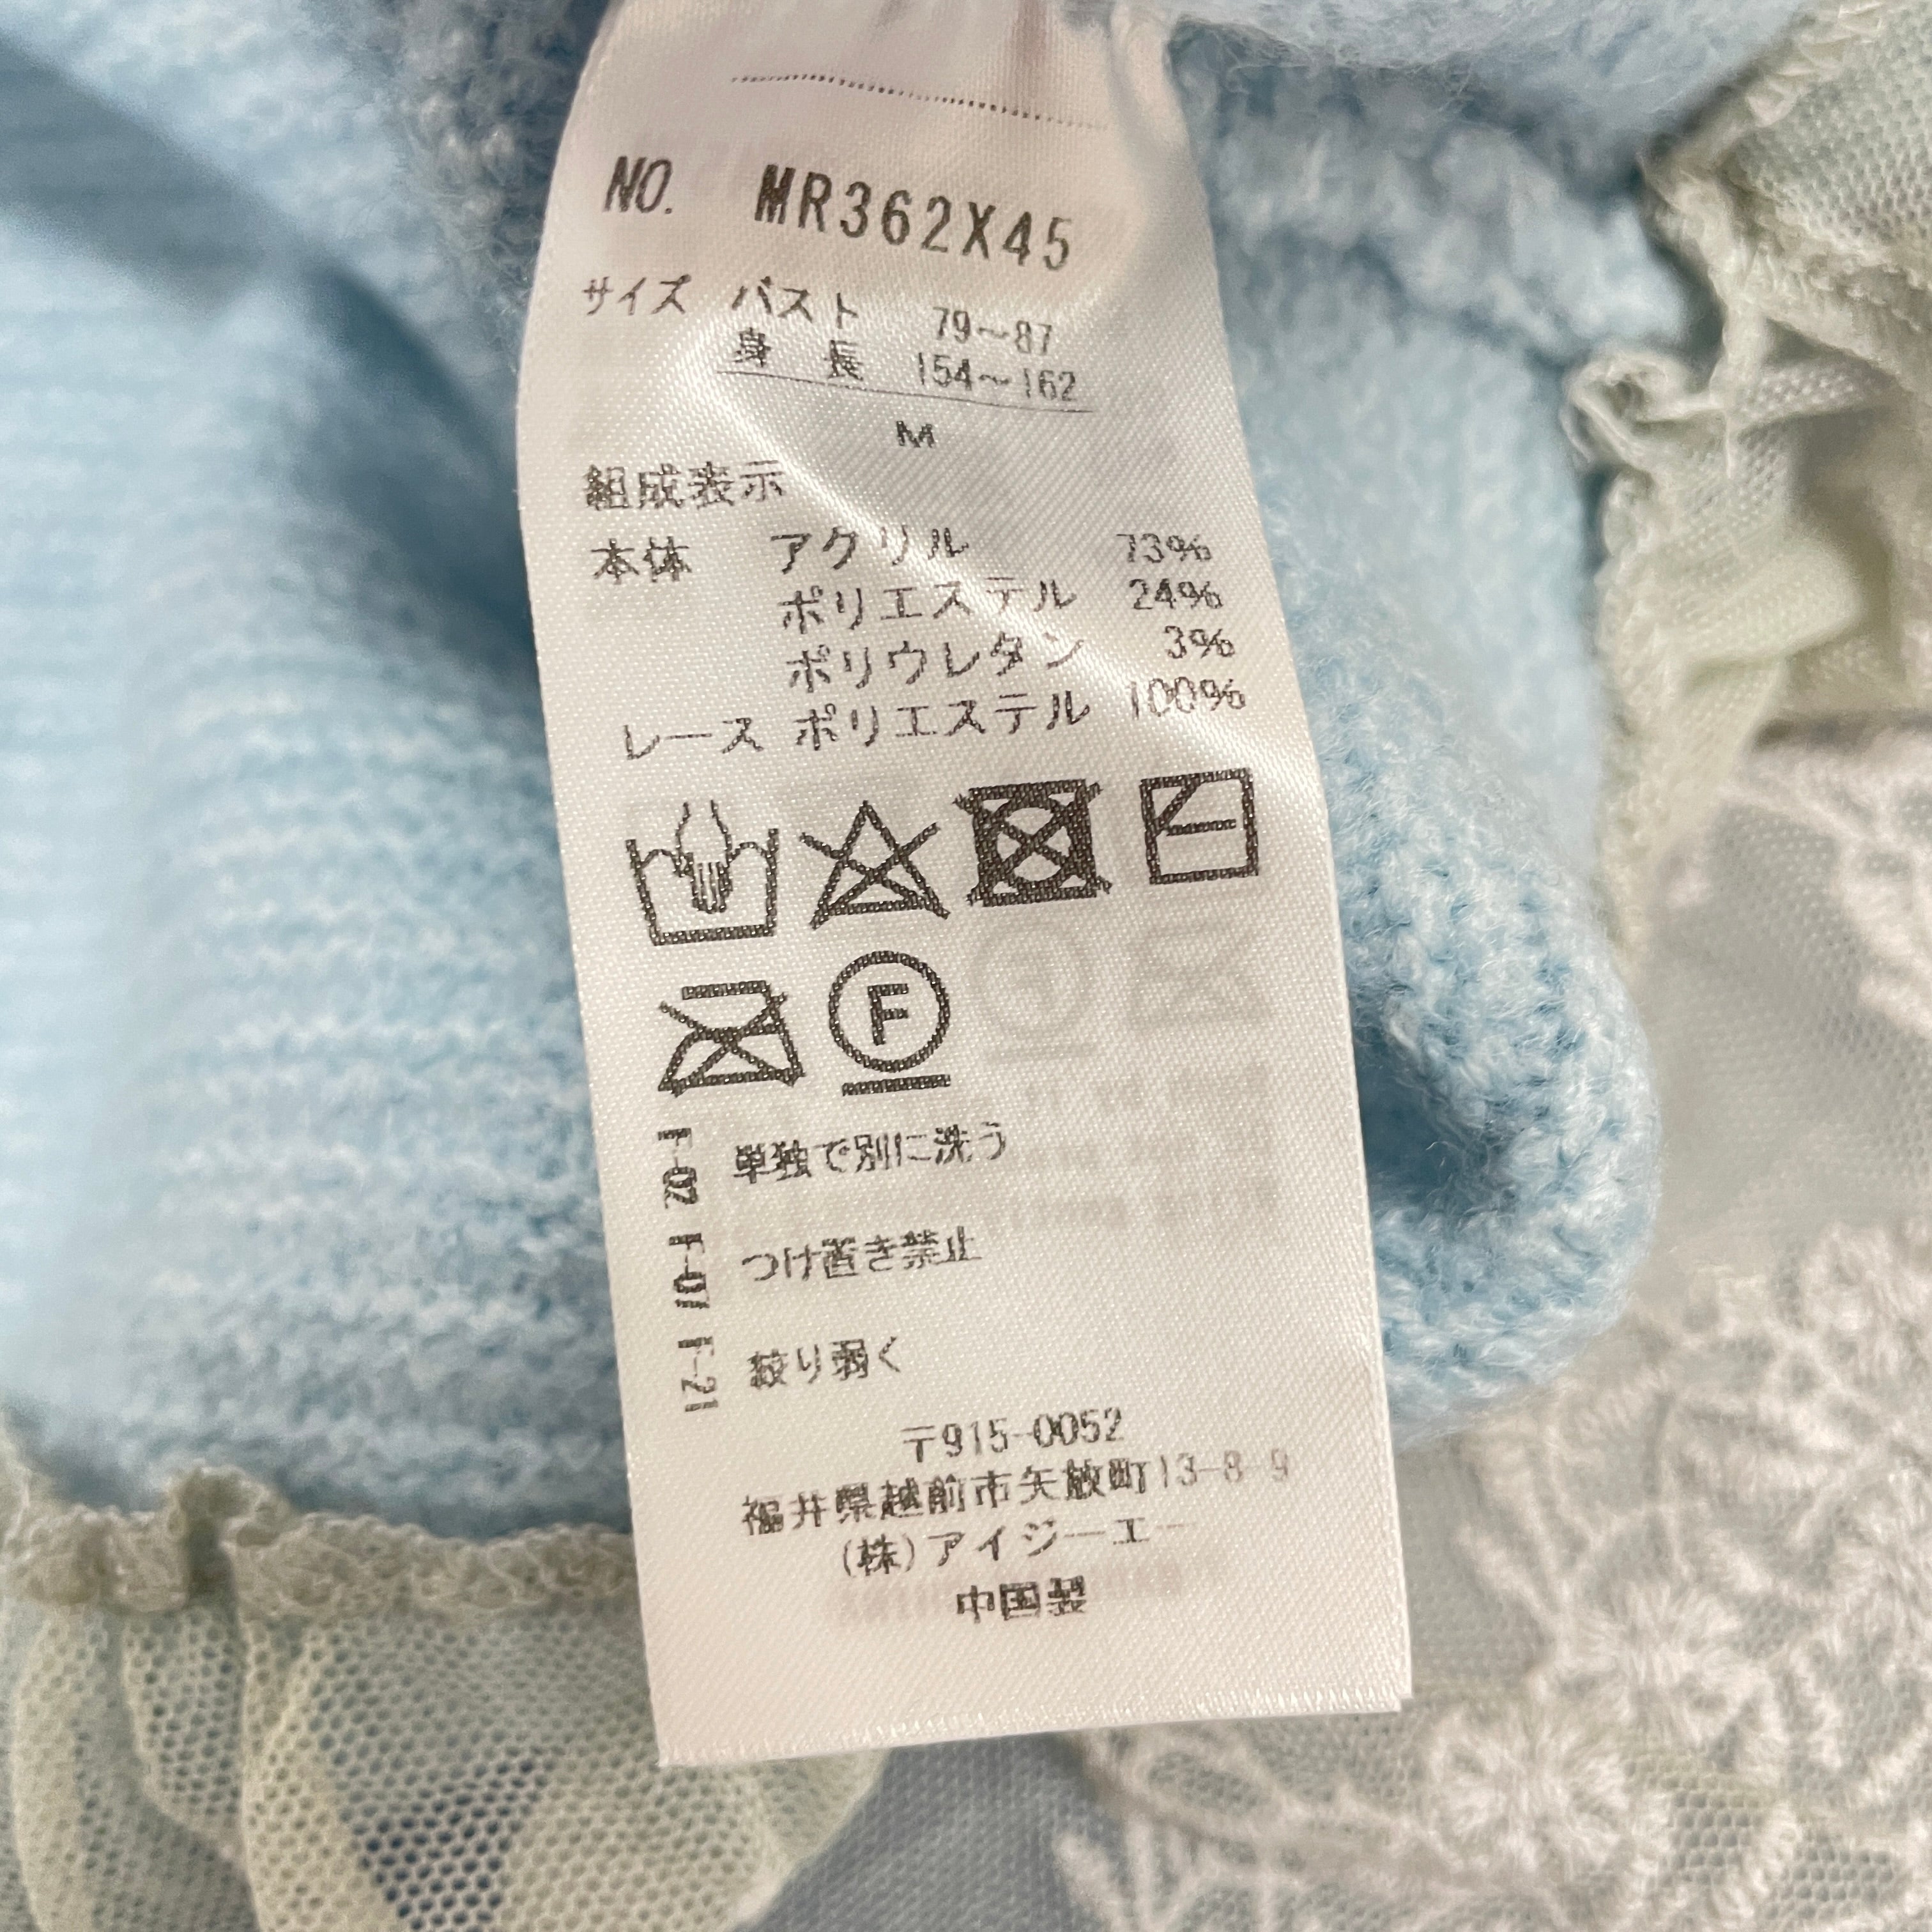 NO. MR362X45
サイズ バスト 79～87
身 長 154～162
M
組成表示
本体 アクリル 73%
ポリエステル 24%
ポリウレタン 3%
レース ポリエステル 100%
F
F-02 単独で別に洗う
F-01 つけ置き禁止
F-21 絞り弱く
〒915-0052
福井県越前市矢放町13-8-9
(株)アイジーエー
中国製